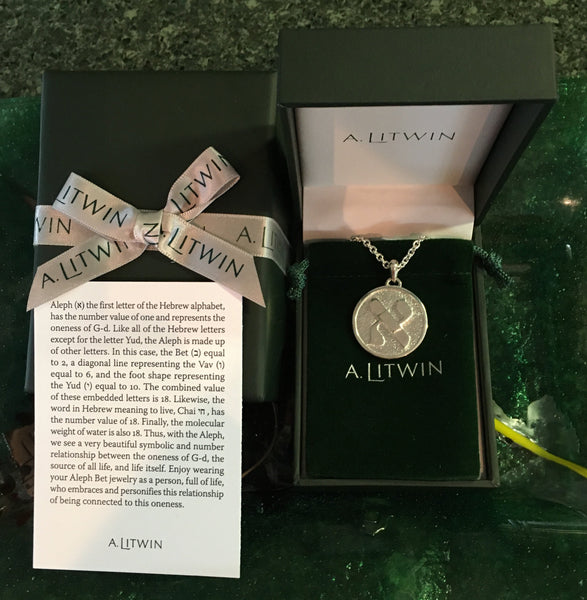 A. LITWIN
LITWIN
LITWIN
A. LITWIN
A. LI
A. LITWIN
Aleph (א) the first letter of the Hebrew alphabet,
has the number value of one and represents the
oneness of G-d. Like all of the Hebrew letters
except for the letter Yud, the Aleph is made up
of other letters. In this case, the Bet (ב) equal
to 2, a diagonal line representing the Vav (ו)
equal to 6, and the foot shape representing
the Yud (י) equal to 10. The combined value
of these embedded letters is 18. Likewise, the
word in Hebrew meaning to live, Chai חי, has
the number value of 18. Finally, the molecular
weight of water is also 18. Thus, with the Aleph,
we see a very beautiful symbolic and number
relationship between the oneness of G-d, the
source of all life, and life itself. Enjoy wearing
your Aleph Bet jewelry as a person, full of life,
who embraces and personifies this relationship
of being connected to this oneness.
A. LITWIN
א
A. LITWIN